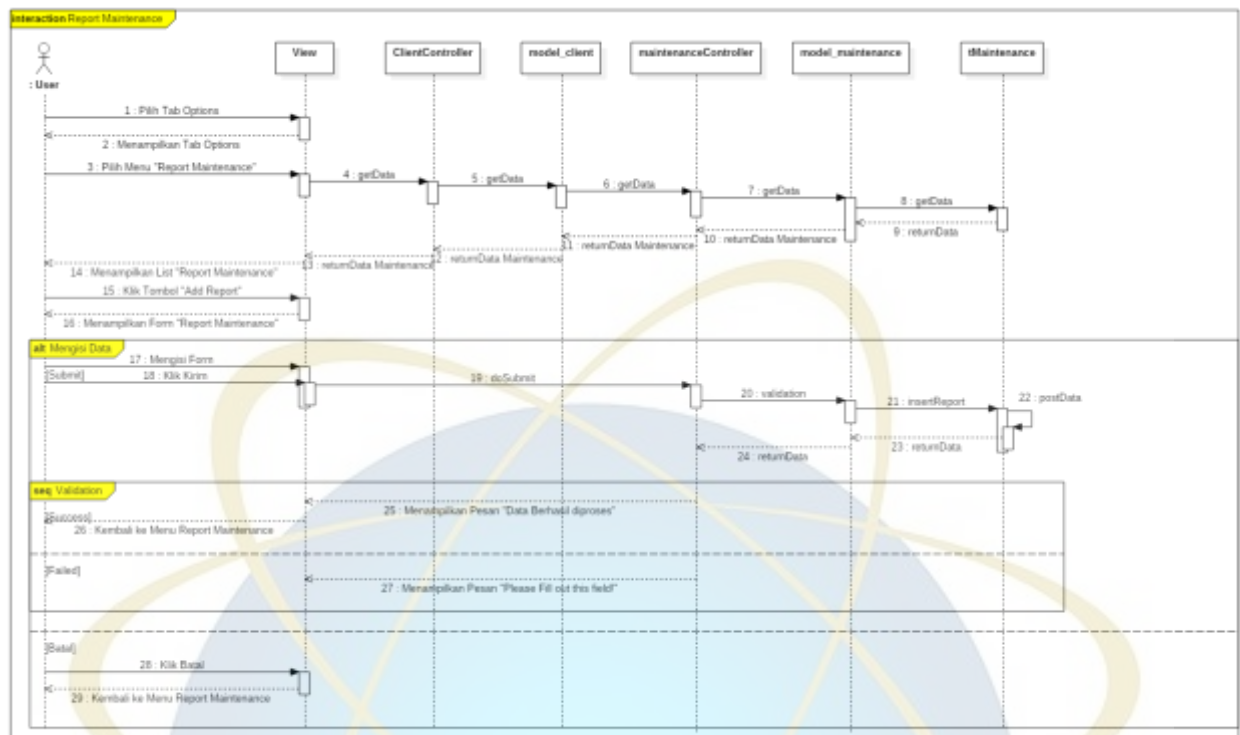 interaction Report Maintenance
: User
View
ClientController
model_client
maintenanceController
model_maintenance
tMaintenance
1 : Pilih Tab Options
2 : Menampilkan Tab Options
3 : Pilih Menu "Report Maintenance"
4 : getData
5 : getData
6 : getData
7 : getData
8 : getData
9 : returnData
10 : returnData Maintenance
11 : returnData Maintenance
12 : returnData Maintenance
13 : returnData Maintenance
14 : Menampilkan List "Report Maintenance"
15 : Klik Tombol "Add Report"
16 : Menampilkan Form "Report Maintenance"
alt Mengisi Data
17 : Mengisi Form
[Submit]
18 : Klik Kirim
19 : doSubmit
20 : validation
21 : insertReport
22 : postData
23 : returnData
24 : returnData
seq Validation
25 : Menampilkan Pesan "Data Berhasil diproses"
[Success]
26 : Kembali ke Menu Report Maintenance
[Failed]
27 : Menampilkan Pesan "Please Fill out this field!"
[Batal]
28 : Klik Batal
29 : Kembali ke Menu Report Maintenance